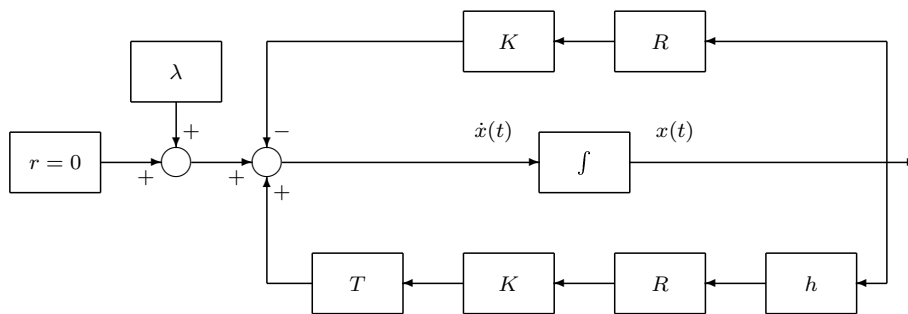 K
R
λ
+
−
ẋ(t)
x(t)
r = 0
∫
+
+
+
T
K
R
h